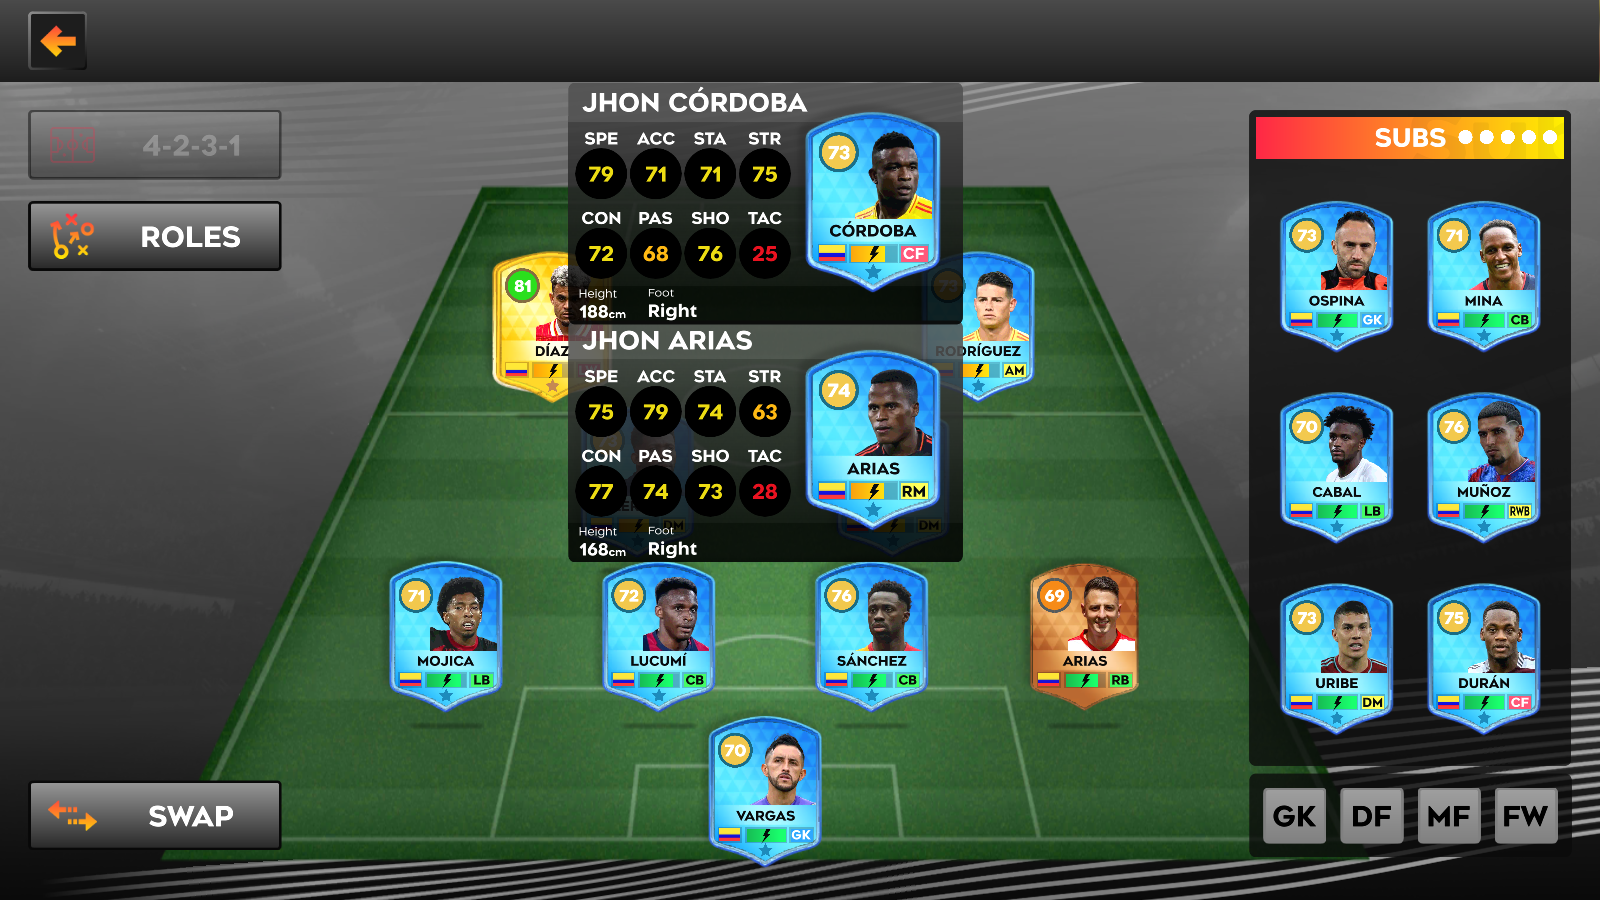 4-2-3-1
ROLES
JHON CÓRDOBA
SPE ACC STA STR
79 71 71 75
CON PAS SHO TAC
72 68 76 25
Height Foot
188cm Right
73
CÓRDOBA
CF
JHON ARIAS
SPE ACC STA STR
75 79 74 63
CON PAS SHO TAC
77 74 73 28
Height Foot
168cm Right
74
ARIAS
RM
81
DÍAZ
RODRÍGUEZ
AM
DM
DM
71
MOJICA
LB
72
LUCUMÍ
CB
76
SÁNCHEZ
CB
69
ARIAS
RB
70
VARGAS
GK
SWAP
SUBS
73
OSPINA
GK
71
MINA
CB
70
CABAL
LB
76
MUÑOZ
RWB
73
URIBE
DM
75
DURÁN
CF
GK DF MF FW